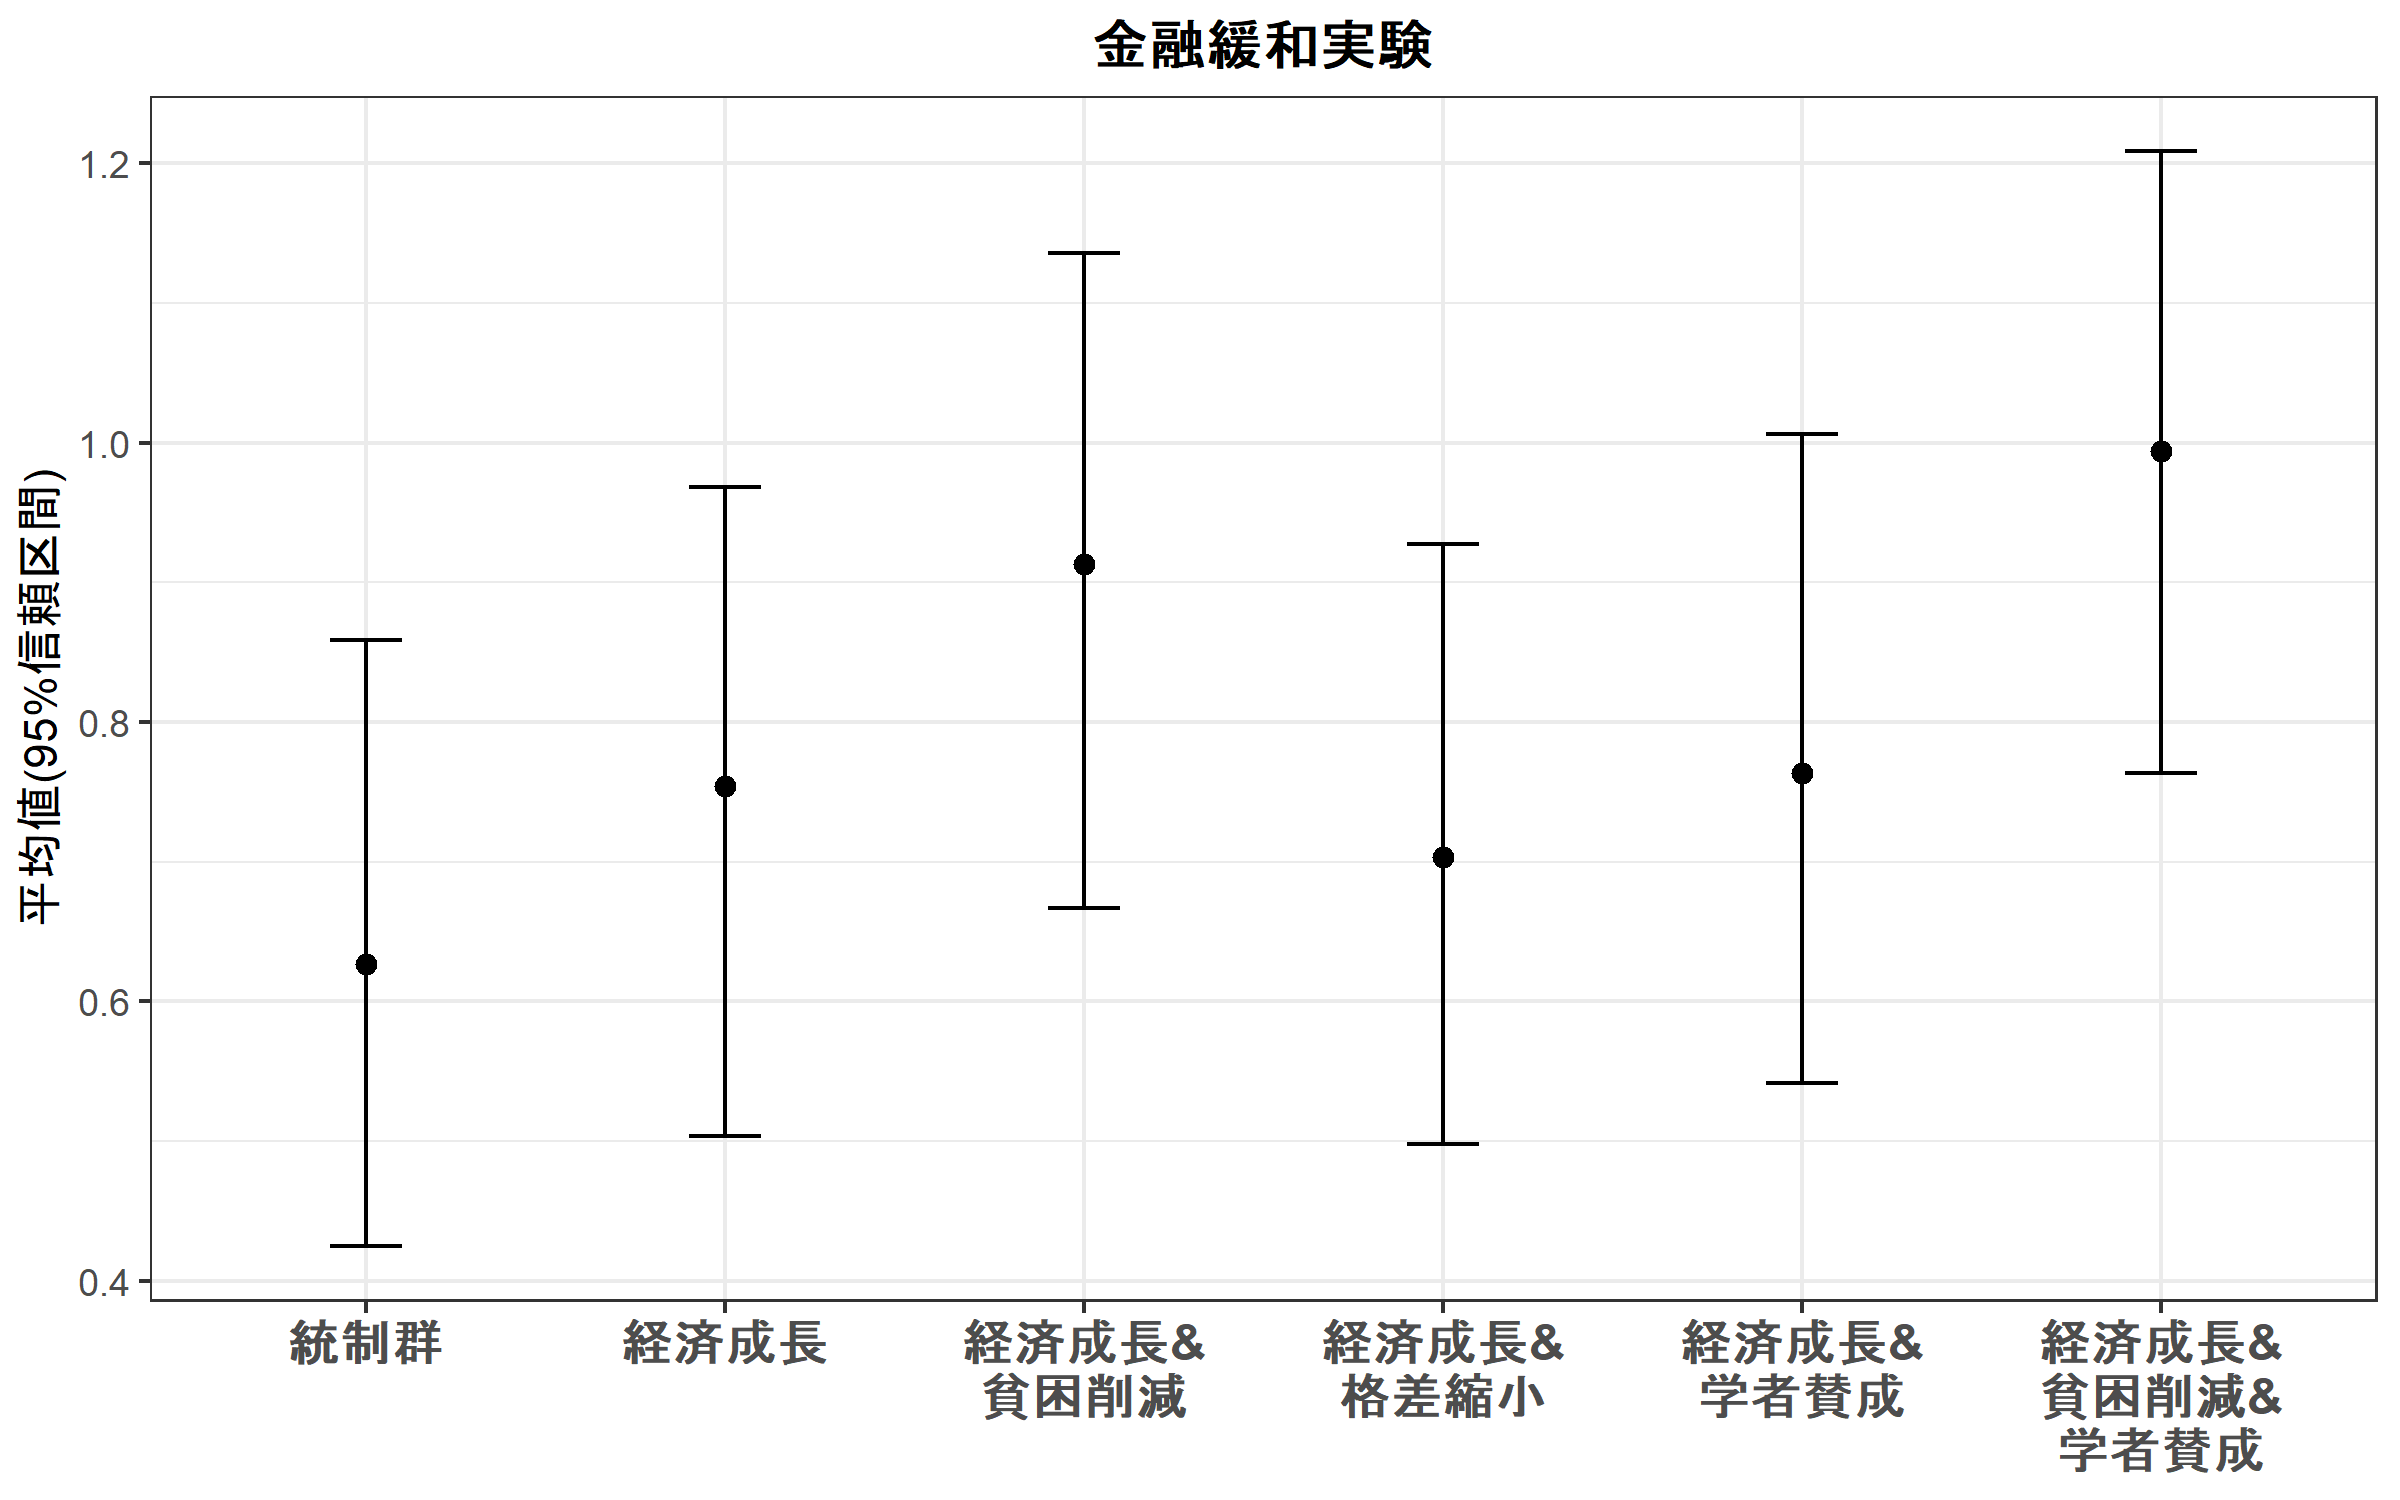 金融緩和実験
平均値(95%信頼区間)
1.2
1.0
0.8
0.6
0.4
統制群
経済成長
経済成長&
貧困削減
経済成長&
格差縮小
経済成長&
学者賛成
経済成長&
貧困削減&
学者賛成